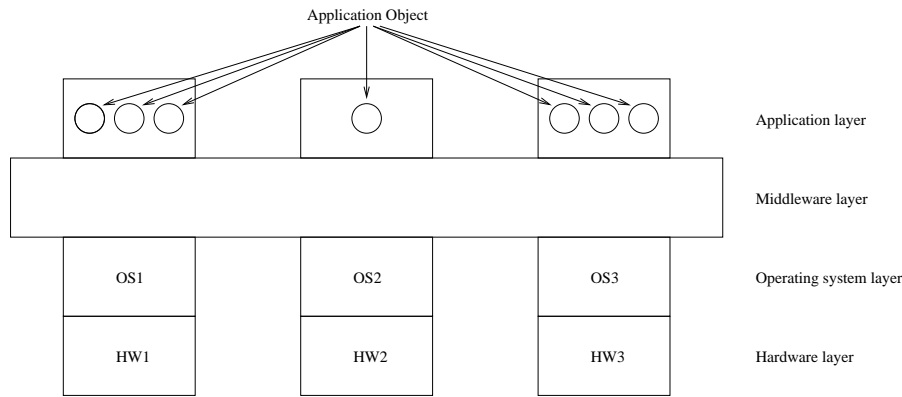 Application Object
Application layer
Middleware layer
OS1 OS2 OS3 Operating system layer
HW1 HW2 HW3 Hardware layer